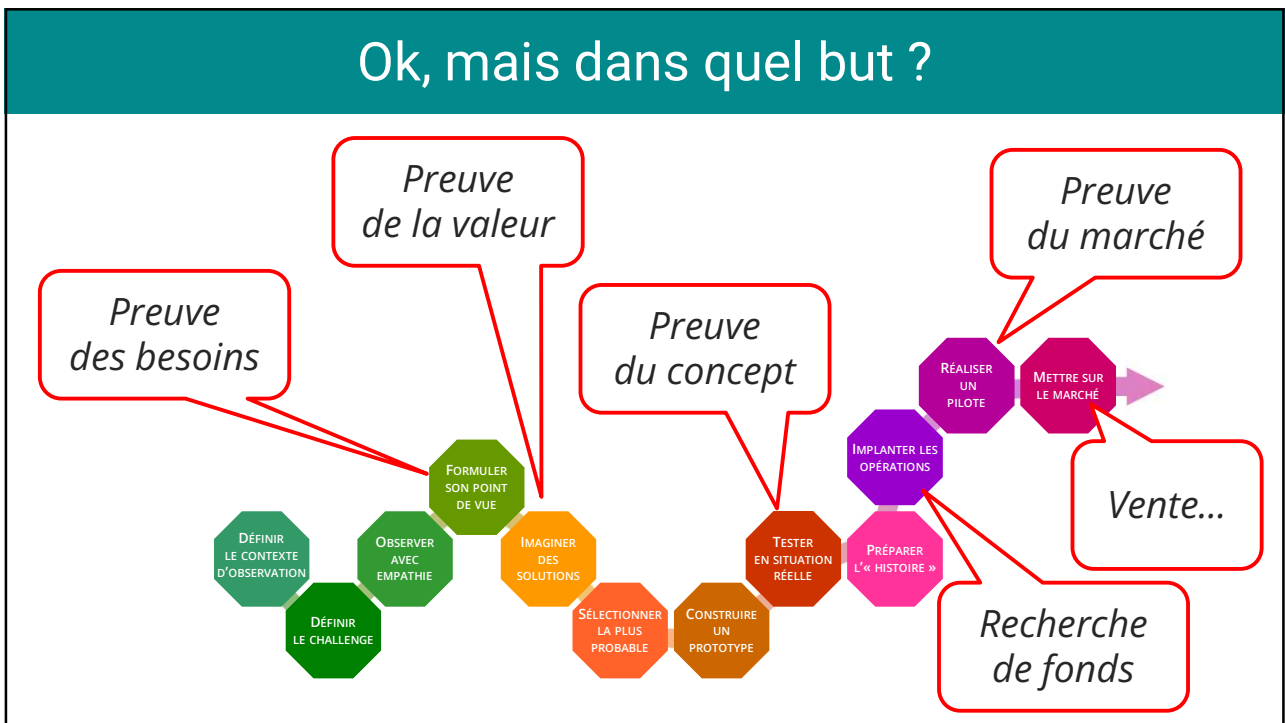 Ok, mais dans quel but ?
Preuve
de la valeur
Preuve
du marché
Preuve
des besoins
Preuve
du concept
Réaliser
un
pilote
Mettre sur
le marché
Implanter les
opérations
Formuler
son point
de vue
Vente...
Définir
le contexte
d'observation
Observer
avec
empathie
Imaginer
des
solutions
Tester
en situation
réelle
Préparer
l'« histoire »
Définir
le challenge
Sélectionner
la plus
probable
Construire
un
prototype
Recherche
de fonds